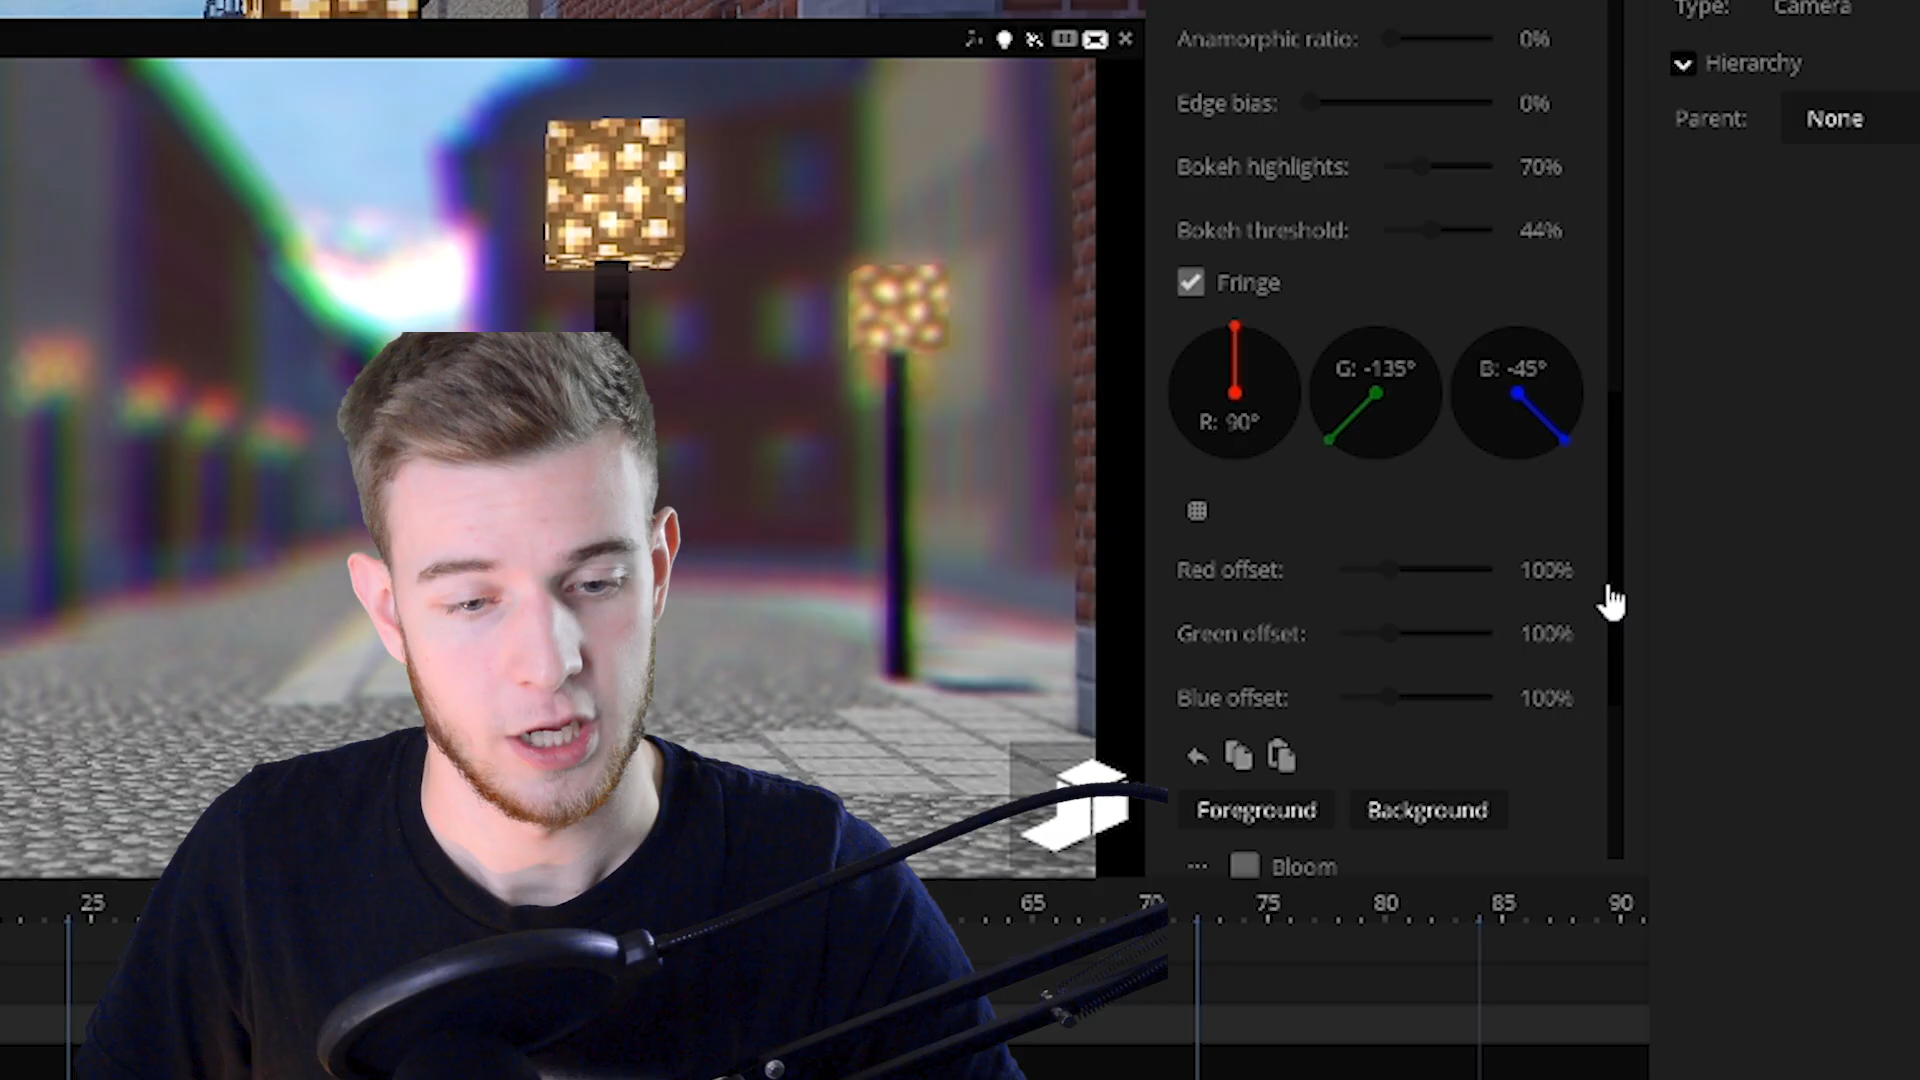 Type: Camera
Anamorphic ratio: 0%
Hierarchy
Edge bias: 0%
Parent: None
Bokeh highlights: 70%
Bokeh threshold: 44%
Fringe
R: 90°
G: -135°
B: -45°
Red offset: 100%
Green offset: 100%
Blue offset: 100%
Foreground Background
Bloom
25 65 70 75 80 85 90